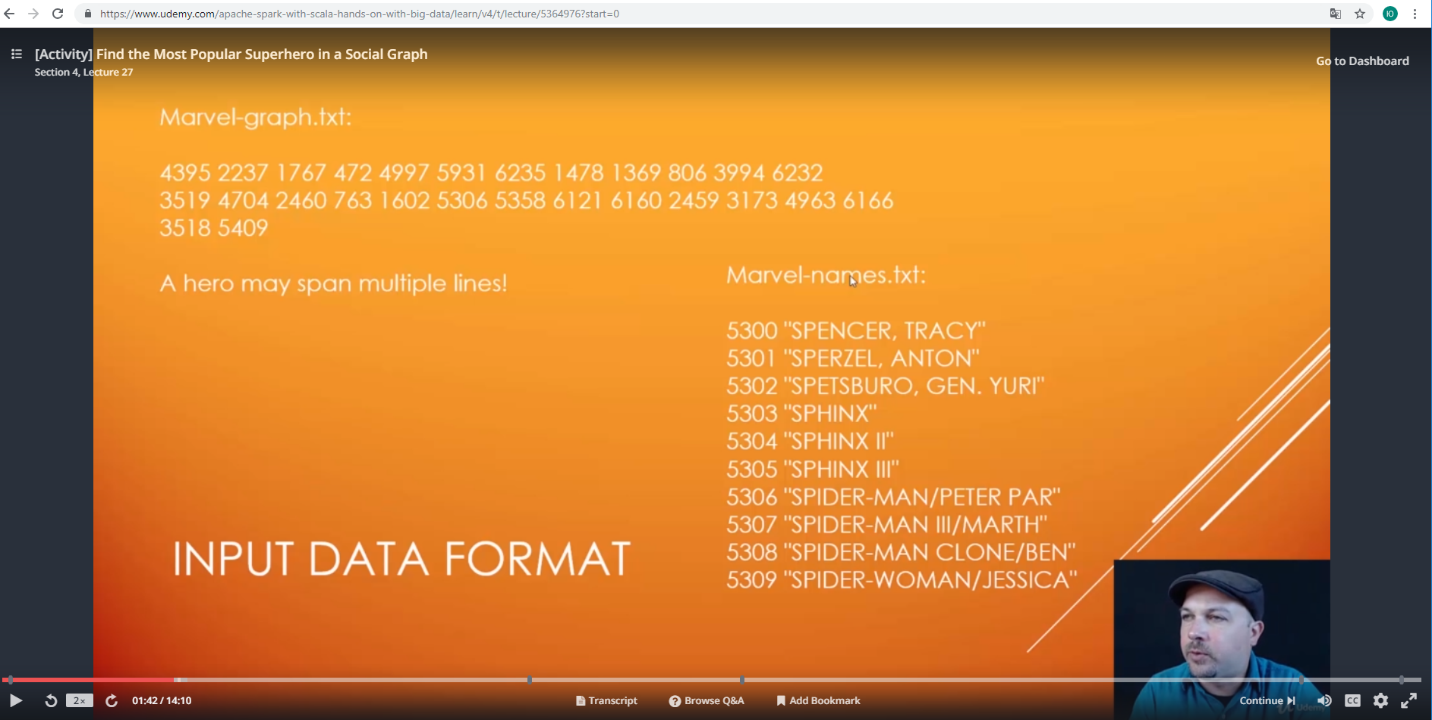 https://www.udemy.com/apache-spark-with-scala-hands-on-with-big-data/learn/v4/t/lecture/5364976?start=0
[Activity] Find the Most Popular Superhero in a Social Graph
Section 4, Lecture 27
Go to Dashboard
Marvel-graph.txt:
4395 2237 1767 472 4997 5931 6235 1478 1369 806 3994 6232
3519 4704 2460 763 1602 5306 5358 6121 6160 2459 3173 4963 6166
3518 5409
A hero may span multiple lines!
Marvel-names.txt:
5300 "SPENCER, TRACY"
5301 "SPERZEL, ANTON"
5302 "SPETSBURO, GEN. YURI"
5303 "SPHINX"
5304 "SPHINX II"
5305 "SPHINX III"
5306 "SPIDER-MAN/PETER PAR"
5307 "SPIDER-MAN III/MARTH"
5308 "SPIDER-MAN CLONE/BEN"
5309 "SPIDER-WOMAN/JESSICA"
INPUT DATA FORMAT
2x
01:42 / 14:10
Transcript
Browse Q&A
Add Bookmark
Continue
CC